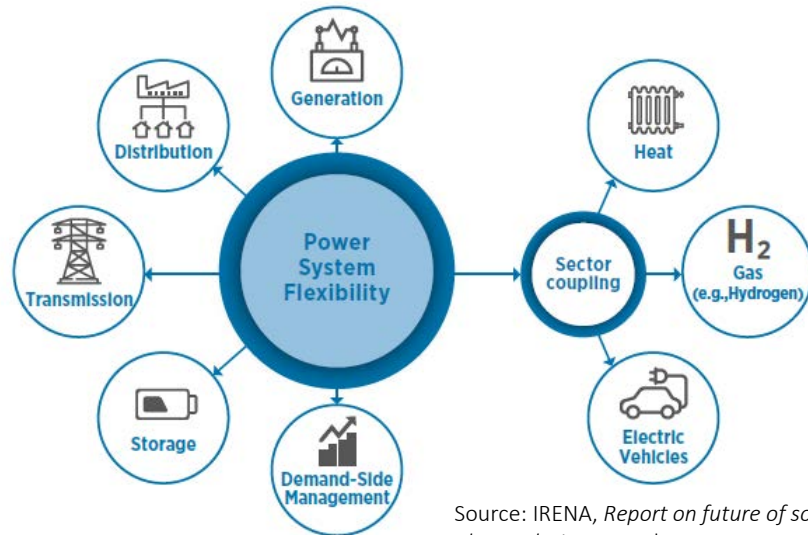 Generation
Distribution
Heat
Power
System
Flexibility
Transmission
Sector
coupling
H₂
Gas
(e.g.,Hydrogen)
Storage
Demand-Side
Management
Electric
Vehicles
Source: IRENA, Report on future of so